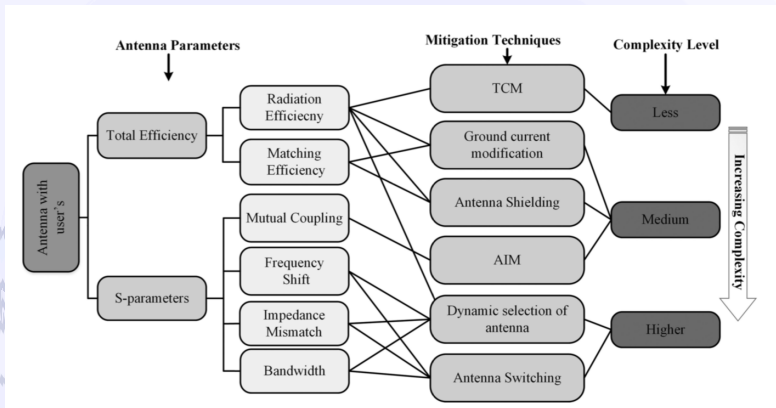 Antenna Parameters
Mitigation Techniques
Complexity Level
Antenna with
user`s
Total Efficiency
S-parameters
Radiation
Efficiecny
Matching
Efficiency
Mutual Coupling
Frequency
Shift
Impedance
Mismatch
Bandwidth
TCM
Ground current
modification
Antenna Shielding
AIM
Dynamic selection of
antenna
Antenna Switching
Less
Medium
Higher
Increasing Complexity